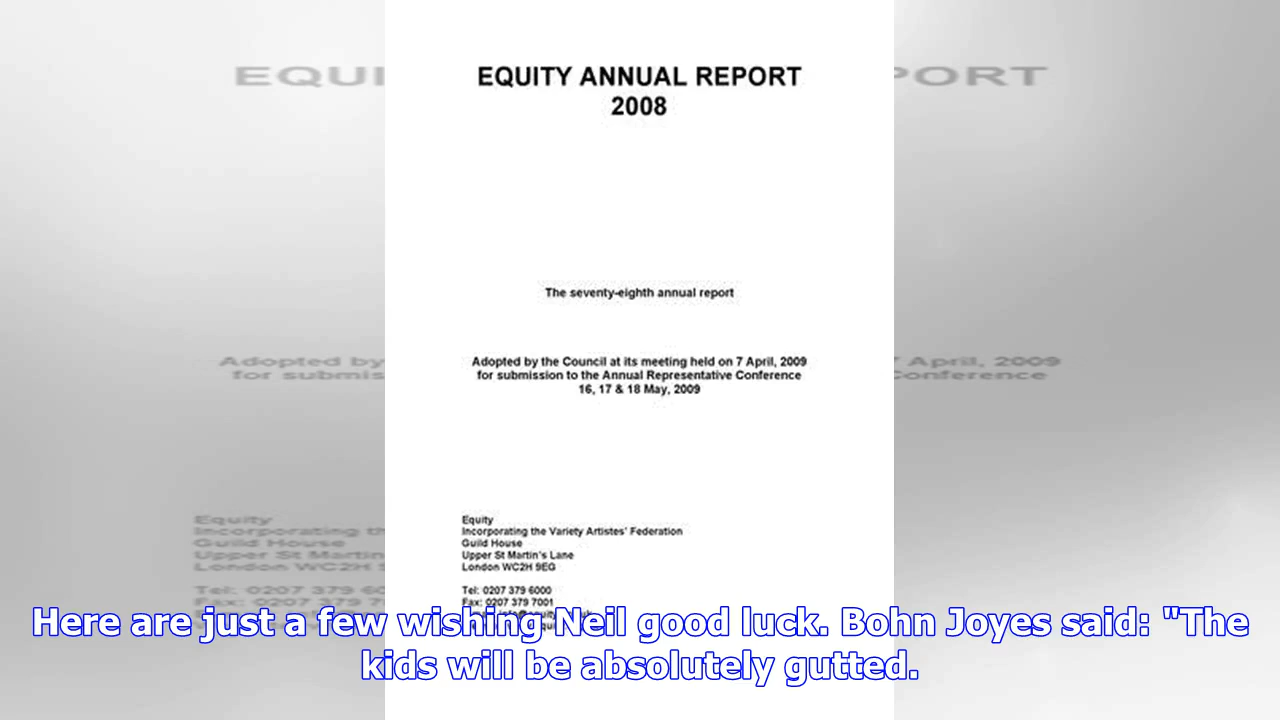 EQUITY ANNUAL REPORT
2008
The seventy-eighth annual report
Adopted by the Council at its meeting held on 7 April, 2009
for submission to the Annual Representative Conference
16, 17 & 18 May, 2009
Equity
Incorporating the Variety Artistes' Federation
Guild House
Upper St Martin's Lane
London WC2H 9EG
Tel: 0207 379 6000
Fax: 0207 379 7001
Here are just a few wishing Neil good luck. Bohn Joyes said: "The
kids will be absolutely gutted.